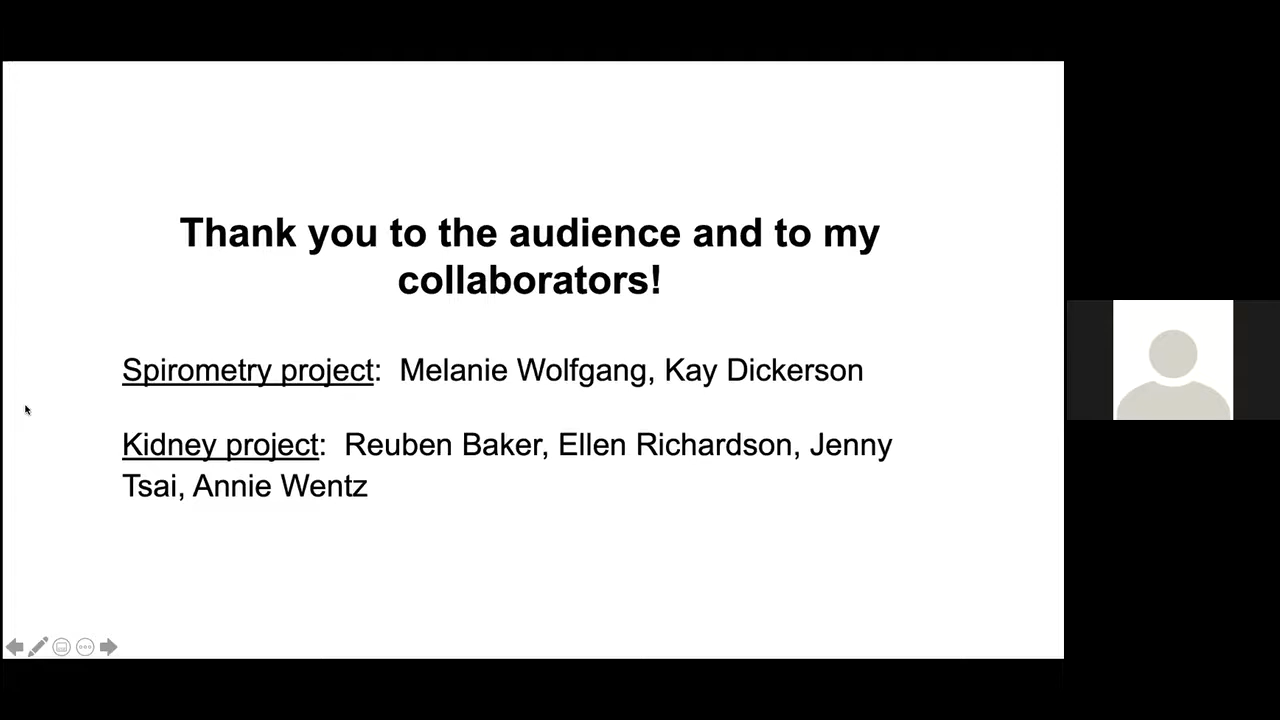 Thank you to the audience and to my
collaborators!
Spirometry project:  Melanie Wolfgang, Kay Dickerson
Kidney project:  Reuben Baker, Ellen Richardson, Jenny
Tsai, Annie Wentz